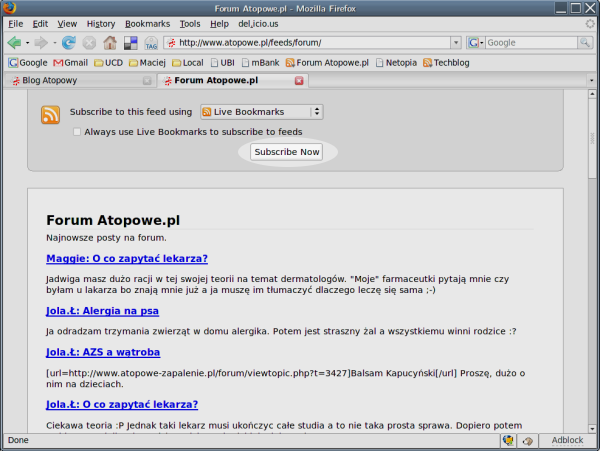 Forum Atopowe.pl - Mozilla Firefox
File Edit View History Bookmarks Tools Help del.icio.us
TAG http://www.atopowe.pl/feeds/forum/ G Google
Google Gmail UCD Maciej Local UBI mBank Forum Atopowe.pl Netopia Techblog
Blog Atopowy Forum Atopowe.pl
Subscribe to this feed using Live Bookmarks
Always use Live Bookmarks to subscribe to feeds
Subscribe Now
Forum Atopowe.pl
Najnowsze posty na forum.
Maggie: O co zapytać lekarza?
Jadwiga masz dużo racji w tej swojej teorii na temat dermatologów. "Moje" farmaceutki pytają mnie czy
byłam u lakarza bo znają mnie już a ja muszę im tłumaczyć dlaczego leczę się sama ;-)
Jola.Ł: Alergia na psa
Ja odradzam trzymania zwierząt w domu alergika. Potem jest straszny żal a wszystkiemu winni rodzice :?
Jola.Ł: AZS a wątroba
[url=http://www.atopowe-zapalenie.pl/forum/viewtopic.php?t=3427]Balsam Kapucyński[/url] Proszę, dużo o
nim na dzieciach.
Jola.Ł: O co zapytać lekarza?
Ciekawa teoria :P Jednak taki lekarz musi ukończyc całe studia a to nie taka prosta sprawa. Dopiero potem
Done Adblock